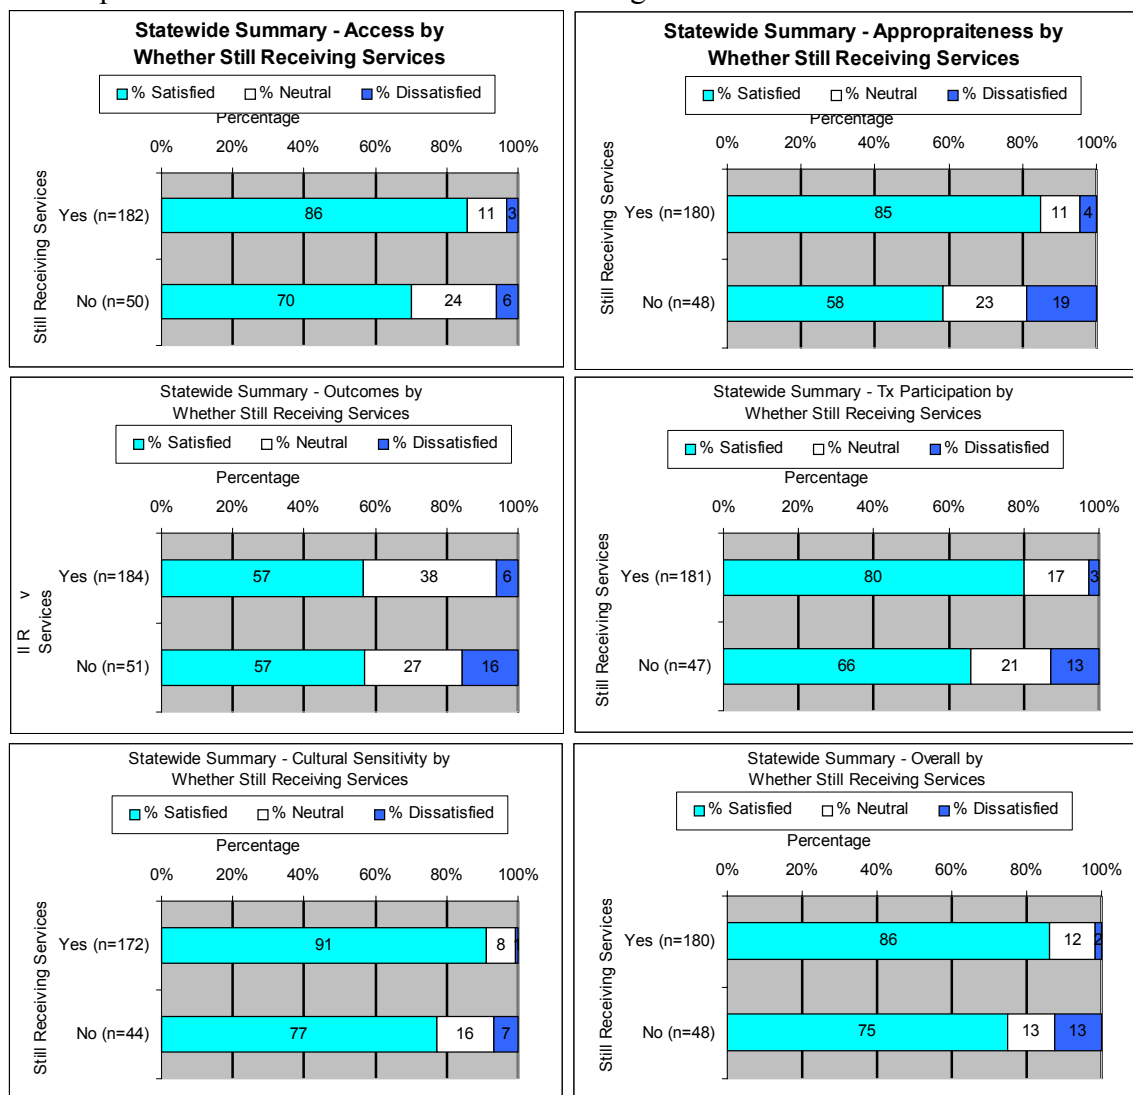 Statewide Summary - Access by
Whether Still Receiving Services
% Satisfied % Neutral % Dissatisfied
Percentage
0% 20% 40% 60% 80% 100%
Still Receiving Services
Yes (n=182) 86 11 3
No (n=50) 70 24 6
Statewide Summary - Appropraiteness by
Whether Still Receiving Services
% Satisfied % Neutral % Dissatisfied
Percentage
0% 20% 40% 60% 80% 100%
Still Receiving Services
Yes (n=180) 85 11 4
No (n=48) 58 23 19
Statewide Summary - Outcomes by
Whether Still Receiving Services
% Satisfied % Neutral % Dissatisfied
Percentage
0% 20% 40% 60% 80% 100%
ll R v
Services
Yes (n=184) 57 38 6
No (n=51) 57 27 16
Statewide Summary - Tx Participation by
Whether Still Receiving Services
% Satisfied % Neutral % Dissatisfied
Percentage
0% 20% 40% 60% 80% 100%
Still Receiving Services
Yes (n=181) 80 17 3
No (n=47) 66 21 13
Statewide Summary - Cultural Sensitivity by
Whether Still Receiving Services
% Satisfied % Neutral % Dissatisfied
Percentage
0% 20% 40% 60% 80% 100%
Still Receiving Services
Yes (n=172) 91 8 1
No (n=44) 77 16 7
Statewide Summary - Overall by
Whether Still Receiving Services
% Satisfied % Neutral % Dissatisfied
Percentage
0% 20% 40% 60% 80% 100%
Still Receiving Services
Yes (n=180) 86 12 2
No (n=48) 75 13 13